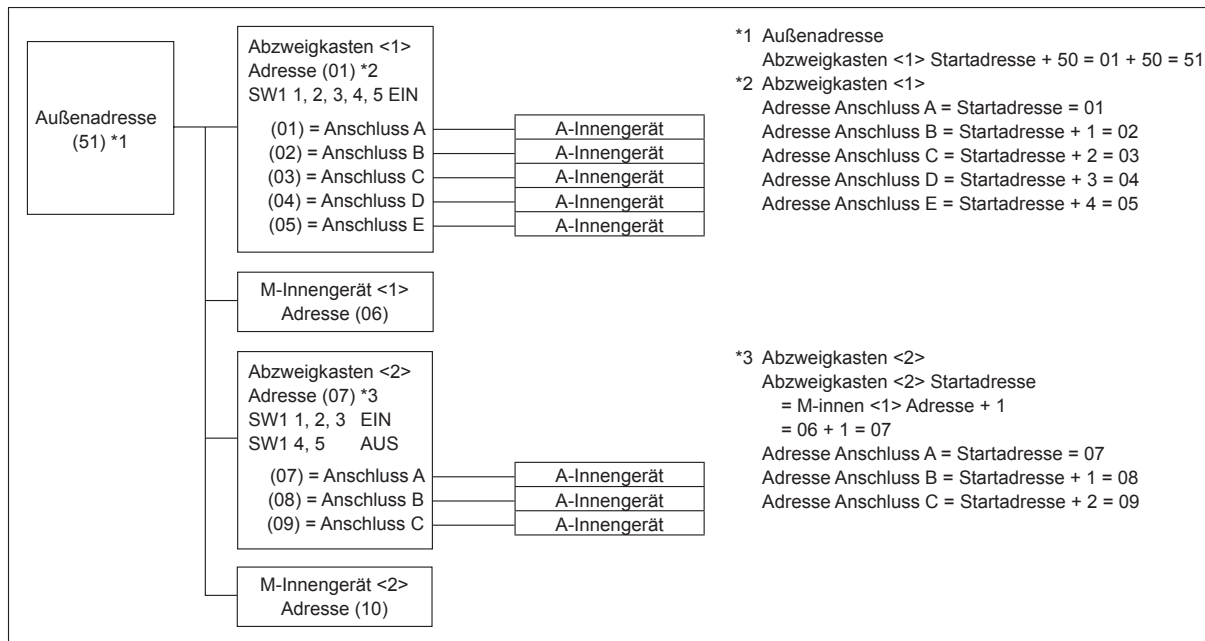 Außenadresse
(51) *1
Abzweigkasten <1>
Adresse (01) *2
SW1 1, 2, 3, 4, 5 EIN
(01) = Anschluss A
(02) = Anschluss B
(03) = Anschluss C
(04) = Anschluss D
(05) = Anschluss E
A-Innengerät
A-Innengerät
A-Innengerät
A-Innengerät
A-Innengerät
M-Innengerät <1>
Adresse (06)
Abzweigkasten <2>
Adresse (07) *3
SW1 1, 2, 3 EIN
SW1 4, 5 AUS
(07) = Anschluss A
(08) = Anschluss B
(09) = Anschluss C
A-Innengerät
A-Innengerät
A-Innengerät
M-Innengerät <2>
Adresse (10)
*1 Außenadresse
Abzweigkasten <1> Startadresse + 50 = 01 + 50 = 51
*2 Abzweigkasten <1>
Adresse Anschluss A = Startadresse = 01
Adresse Anschluss B = Startadresse + 1 = 02
Adresse Anschluss C = Startadresse + 2 = 03
Adresse Anschluss D = Startadresse + 3 = 04
Adresse Anschluss E = Startadresse + 4 = 05
*3 Abzweigkasten <2>
Abzweigkasten <2> Startadresse
= M-innen <1> Adresse + 1
= 06 + 1 = 07
Adresse Anschluss A = Startadresse = 07
Adresse Anschluss B = Startadresse + 1 = 08
Adresse Anschluss C = Startadresse + 2 = 09